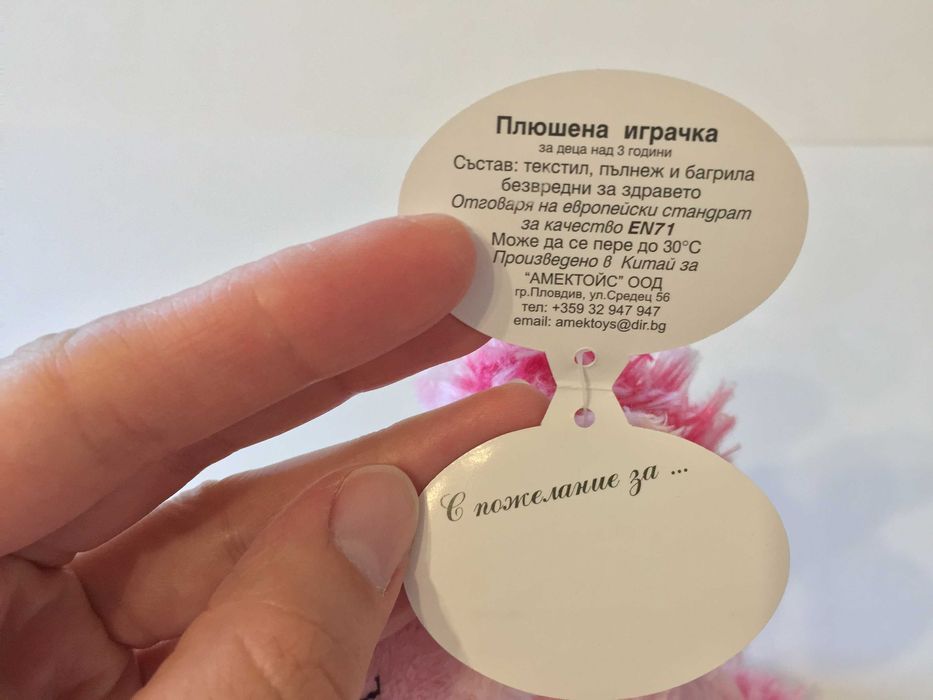 Плюшена играчка
за деца над 3 години
Състав: текстил, пълнеж и багрила
безвредни за здравето
Отговаря на европейски стандрат
за качество EN71
Може да се пере до 30°C
Произведено в Китай за
"АМЕКТОЙС" ООД
гр.Пловдив, ул.Средец 56
тел: +359 32 947 947
email: amektoys@dir.bg
С пожелание за ...